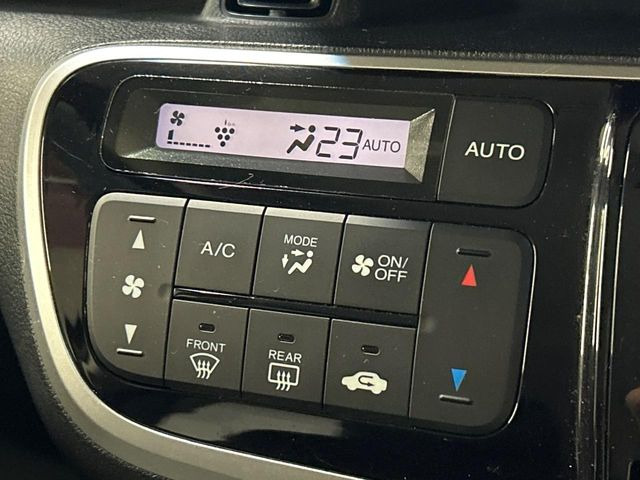 23 AUTO
AUTO
A/C
MODE
ON/
OFF
FRONT
REAR